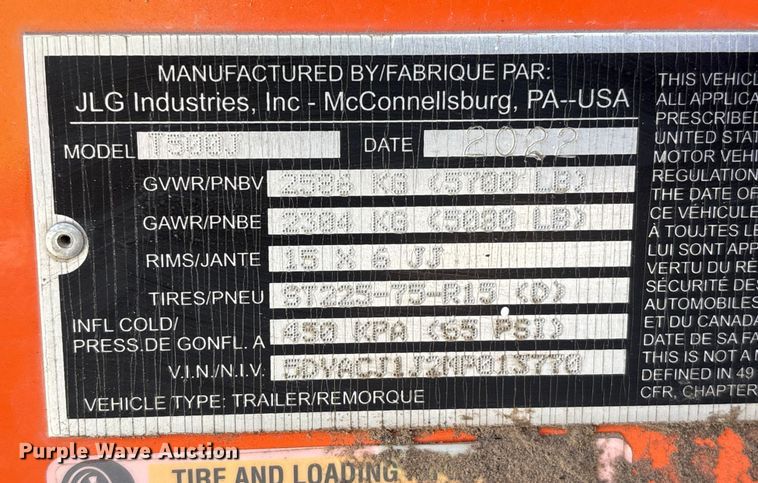 MANUFACTURED BY/FABRIQUE PAR:
JLG Industries, Inc - McConnellsburg, PA--USA
MODEL T500J DATE 2022
GVWR/PNBV 2586 KG (5700 LB)
GAWR/PNBE 2304 KG (5080 LB)
RIMS/JANTE 15 X 6 JJ
TIRES/PNEU ST225-75-R15 (D)
INFL COLD/
PRESS.DE GONFL. A 450 KPA (65 PSI)
V.I.N./N.I.V. 5DYACJ1J2MP013770
VEHICLE TYPE: TRAILER/REMORQUE
THIS VEHICL
ALL APPLICA
PRESCRIBED
UNITED STAT
MOTOR VEHI
REGULATION
THE DATE OF
CE VÉHICULE
À TOUJTES LE
LUI SONT APP
VERTU DU RÉ
SÉCURITÉ DES
AUTOMOBILES
ET DU CANADA
DATE DE SA FA
THIS IS NOT A M
DEFINED IN 49
CFR, CHAPTER
TIRE AND LOADING
Purple Wave Auction